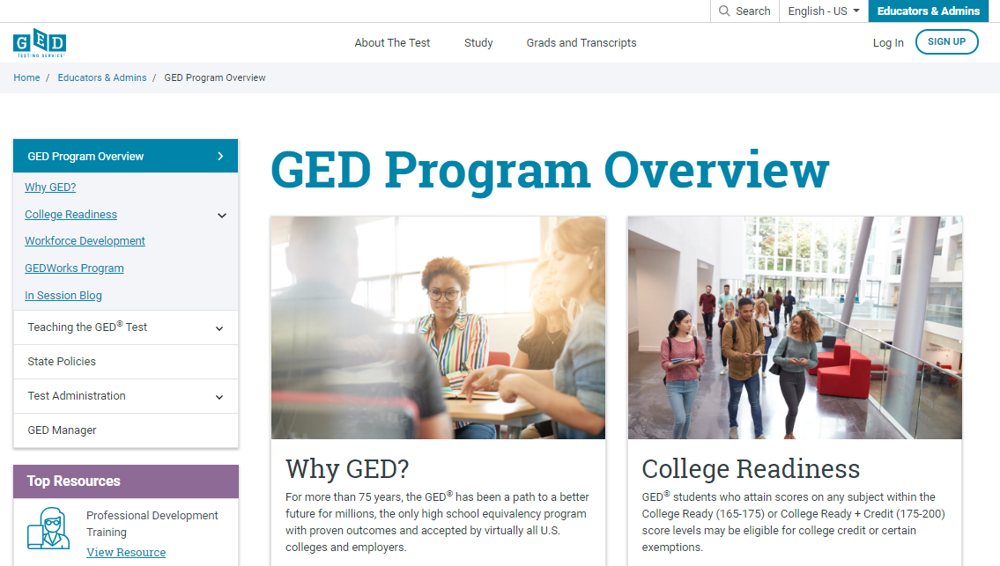 Search
English - US
Educators & Admins
GED
TESTING SERVICE
About The Test
Study
Grads and Transcripts
Log In
SIGN UP
Home / Educators & Admins / GED Program Overview
GED Program Overview
Why GED?
College Readiness
Workforce Development
GEDWorks Program
In Session Blog
Teaching the GED® Test
State Policies
Test Administration
GED Manager
Top Resources
Professional Development
Training
View Resource
GED Program Overview
Why GED?
For more than 75 years, the GED® has been a path to a better
future for millions, the only high school equivalency program
with proven outcomes and accepted by virtually all U.S.
colleges and employers.
College Readiness
GED® students who attain scores on any subject within the
College Ready (165-175) or College Ready + Credit (175-200)
score levels may be eligible for college credit or certain
exemptions.